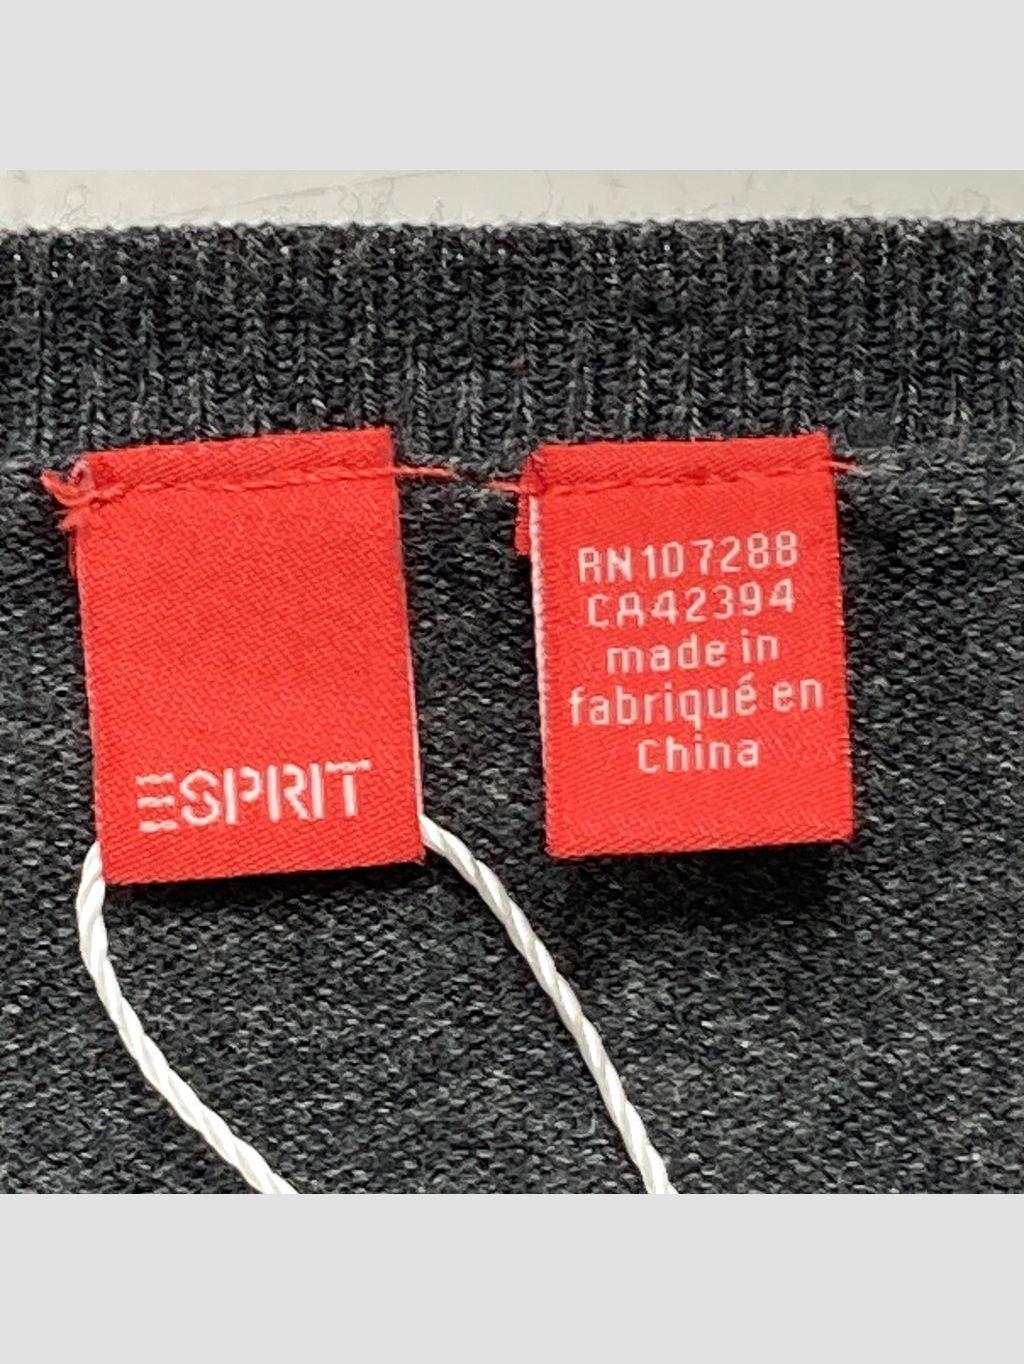 ESPRIT
RN107288
CA42394
made in
fabriqué en
China